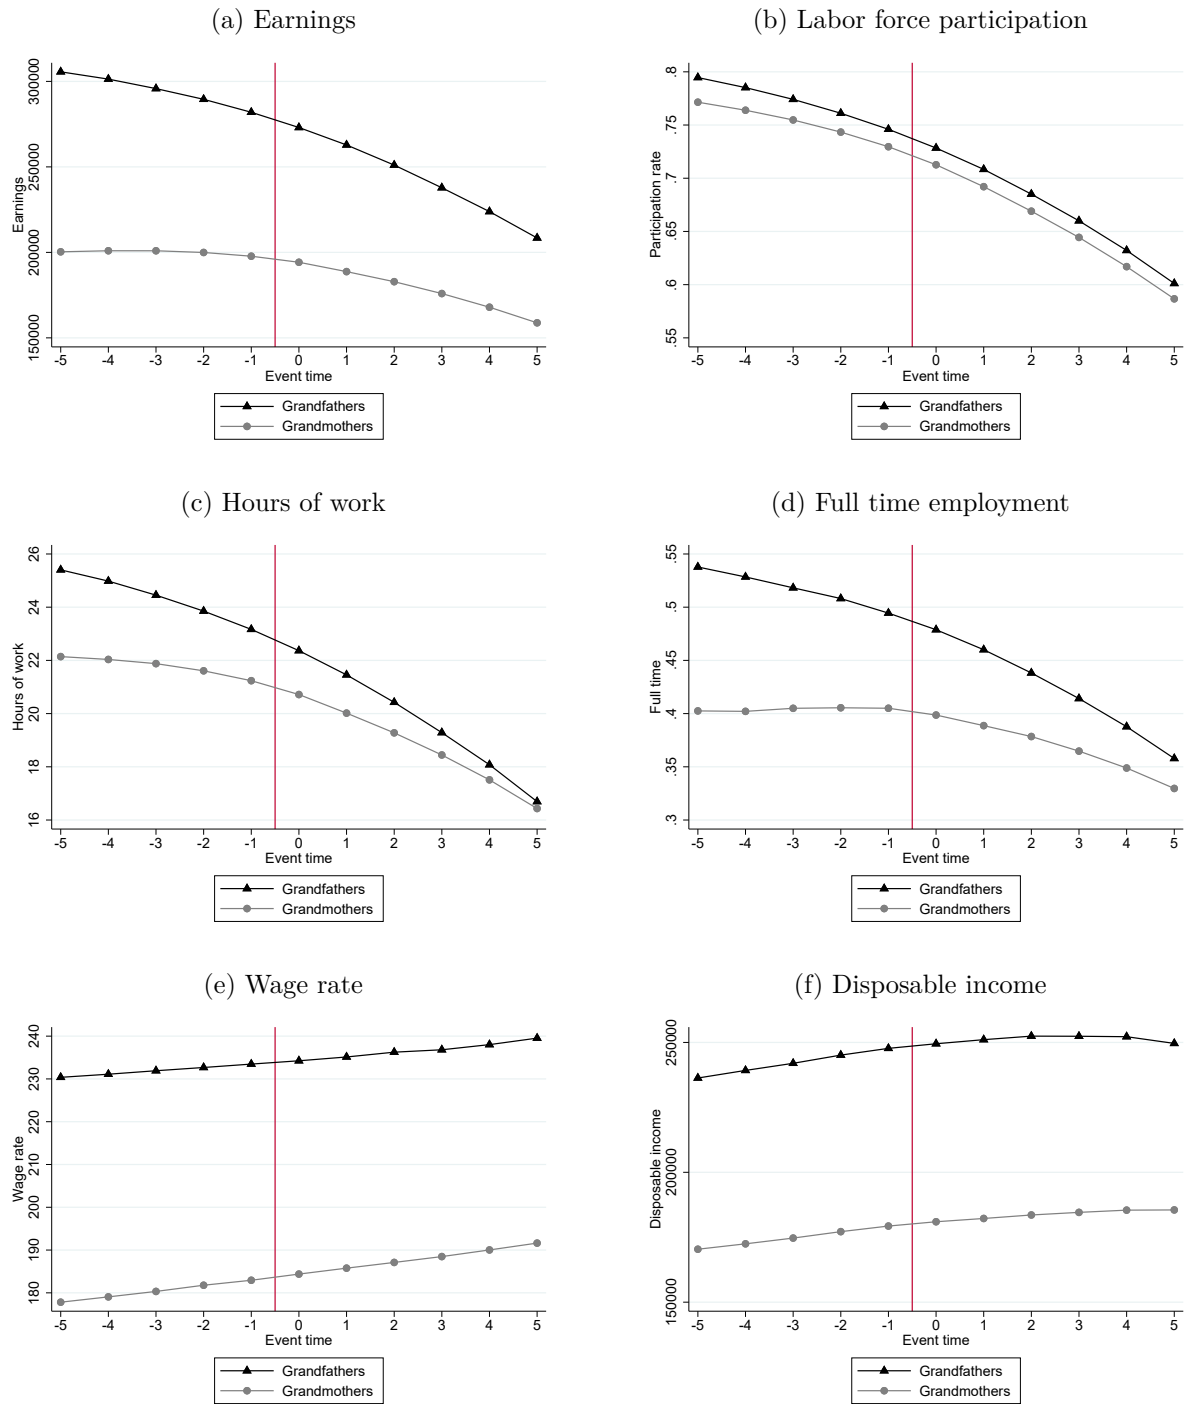 (a) Earnings
Earnings
300000
250000
200000
150000
-5 -4 -3 -2 -1 0 1 2 3 4 5
Event time
Grandfathers
Grandmothers
(b) Labor force participation
Participation rate
.8
.75
.7
.65
.6
.55
-5 -4 -3 -2 -1 0 1 2 3 4 5
Event time
Grandfathers
Grandmothers
(c) Hours of work
Hours of work
26
24
22
20
18
16
-5 -4 -3 -2 -1 0 1 2 3 4 5
Event time
Grandfathers
Grandmothers
(d) Full time employment
Full time
.55
.5
.45
.4
.35
.3
-5 -4 -3 -2 -1 0 1 2 3 4 5
Event time
Grandfathers
Grandmothers
(e) Wage rate
Wage rate
240
230
220
210
200
190
180
-5 -4 -3 -2 -1 0 1 2 3 4 5
Event time
Grandfathers
Grandmothers
(f) Disposable income
Disposable income
250000
200000
150000
-5 -4 -3 -2 -1 0 1 2 3 4 5
Event time
Grandfathers
Grandmothers